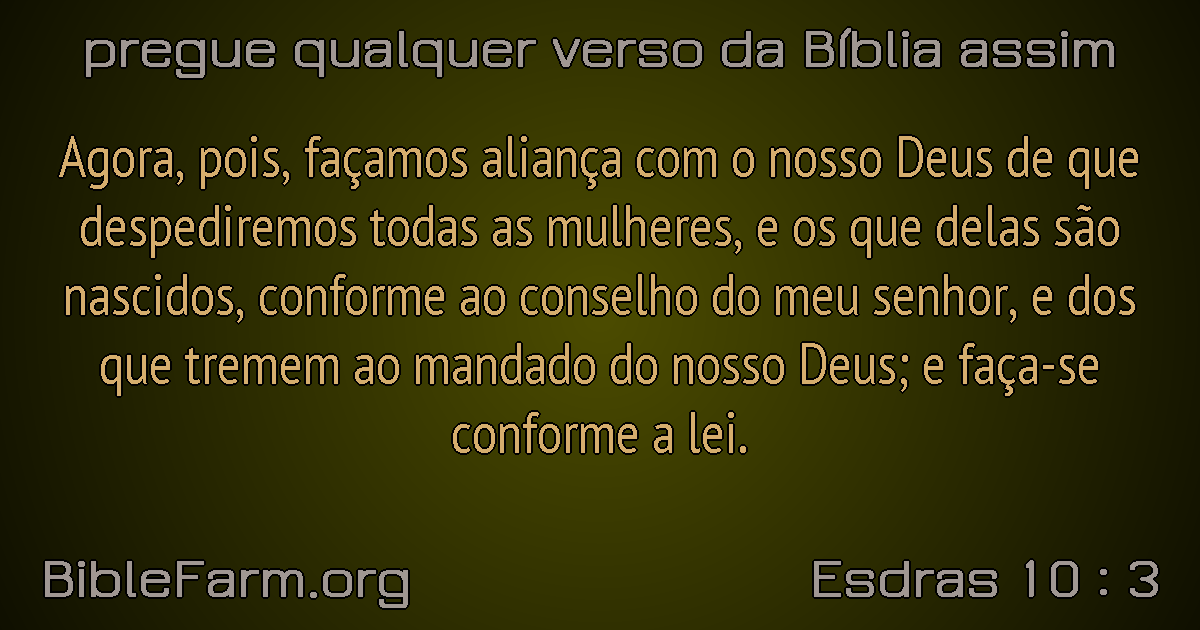 pregue qualquer verso da Bíblia assim
Agora, pois, façamos aliança com o nosso Deus de que
despediremos todas as mulheres, e os que delas são
nascidos, conforme ao conselho do meu senhor, e dos
que tremem ao mandado do nosso Deus; e faça-se
conforme a lei.
BibleFarm.org
Esdras 10 : 3